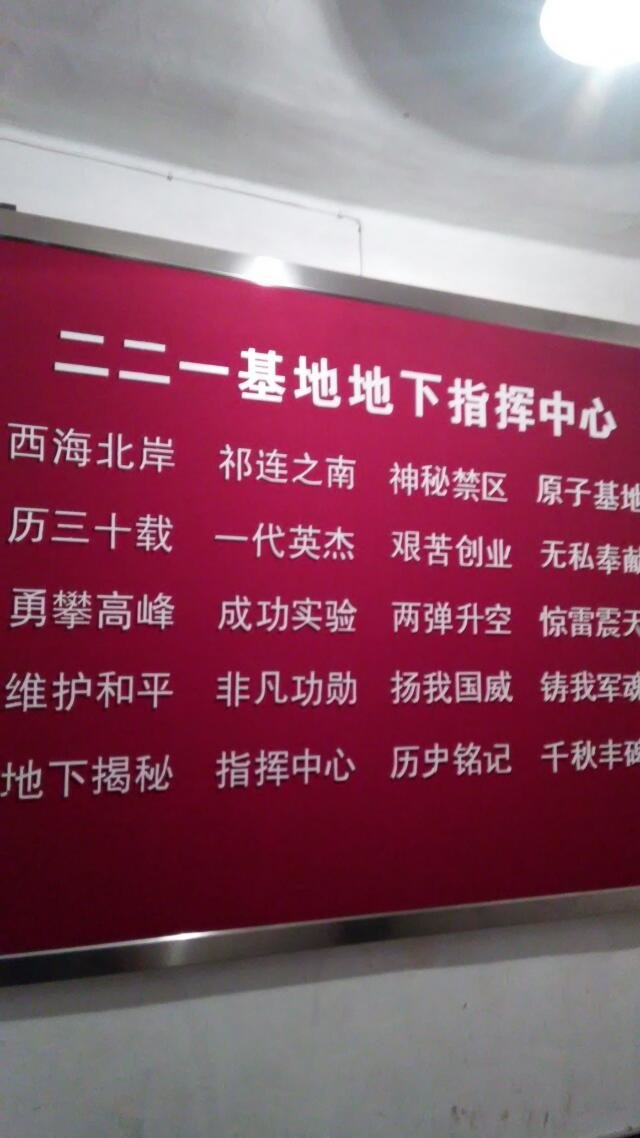 二二一基地地下指挥中心
西海北岸 祁连之南 神秘禁区 原子基地
历三十载 一代英杰 艰苦创业 无私奉献
勇攀高峰 成功实验 两弹升空 惊雷震天
维护和平 非凡功勋 扬我国威 铸我军魂
地下揭秘 指挥中心 历史铭记 千秋丰碑